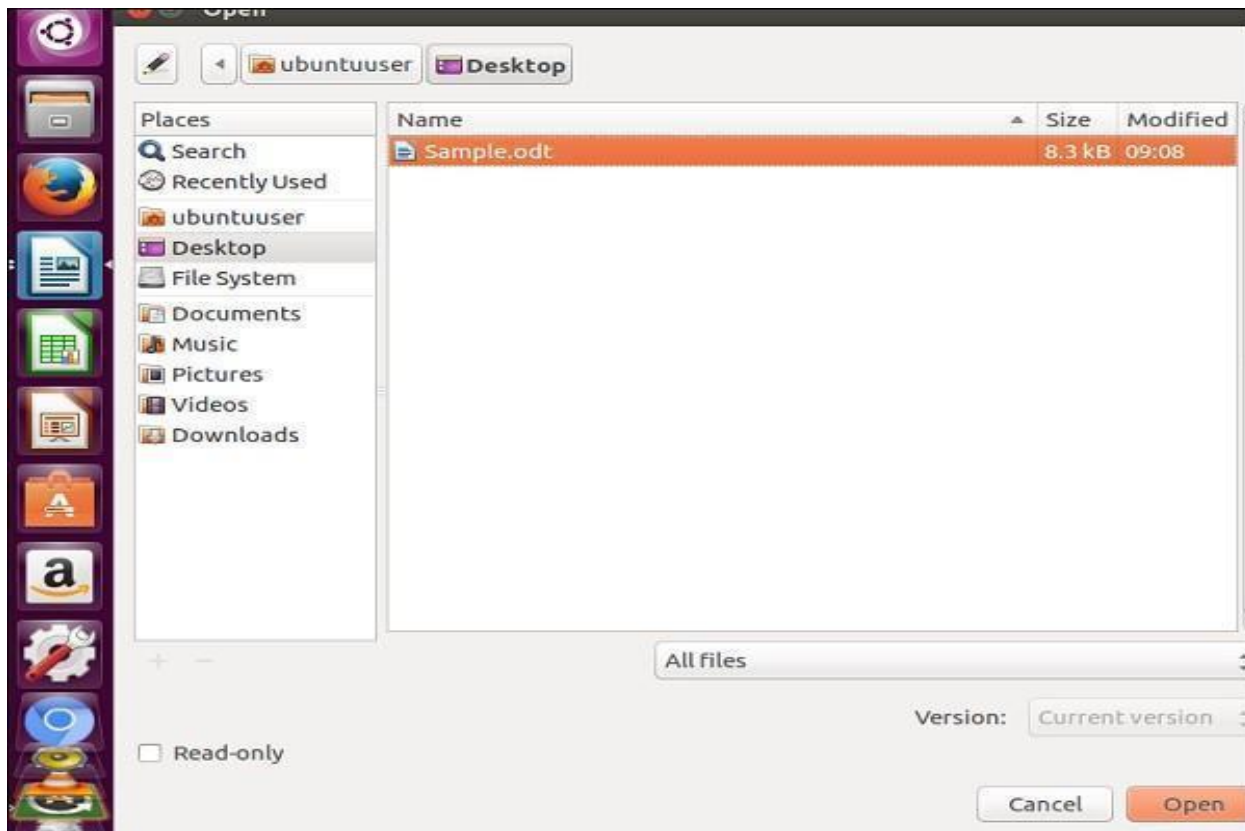 Open
ubuntuuser Desktop
Places
Search
Recently Used
ubuntuuser
Desktop
File System
Documents
Music
Pictures
Videos
Downloads
Name Size Modified
Sample.odt 8.3 kB 09:08
All files
Version: Current version
Read-only
Cancel Open
a